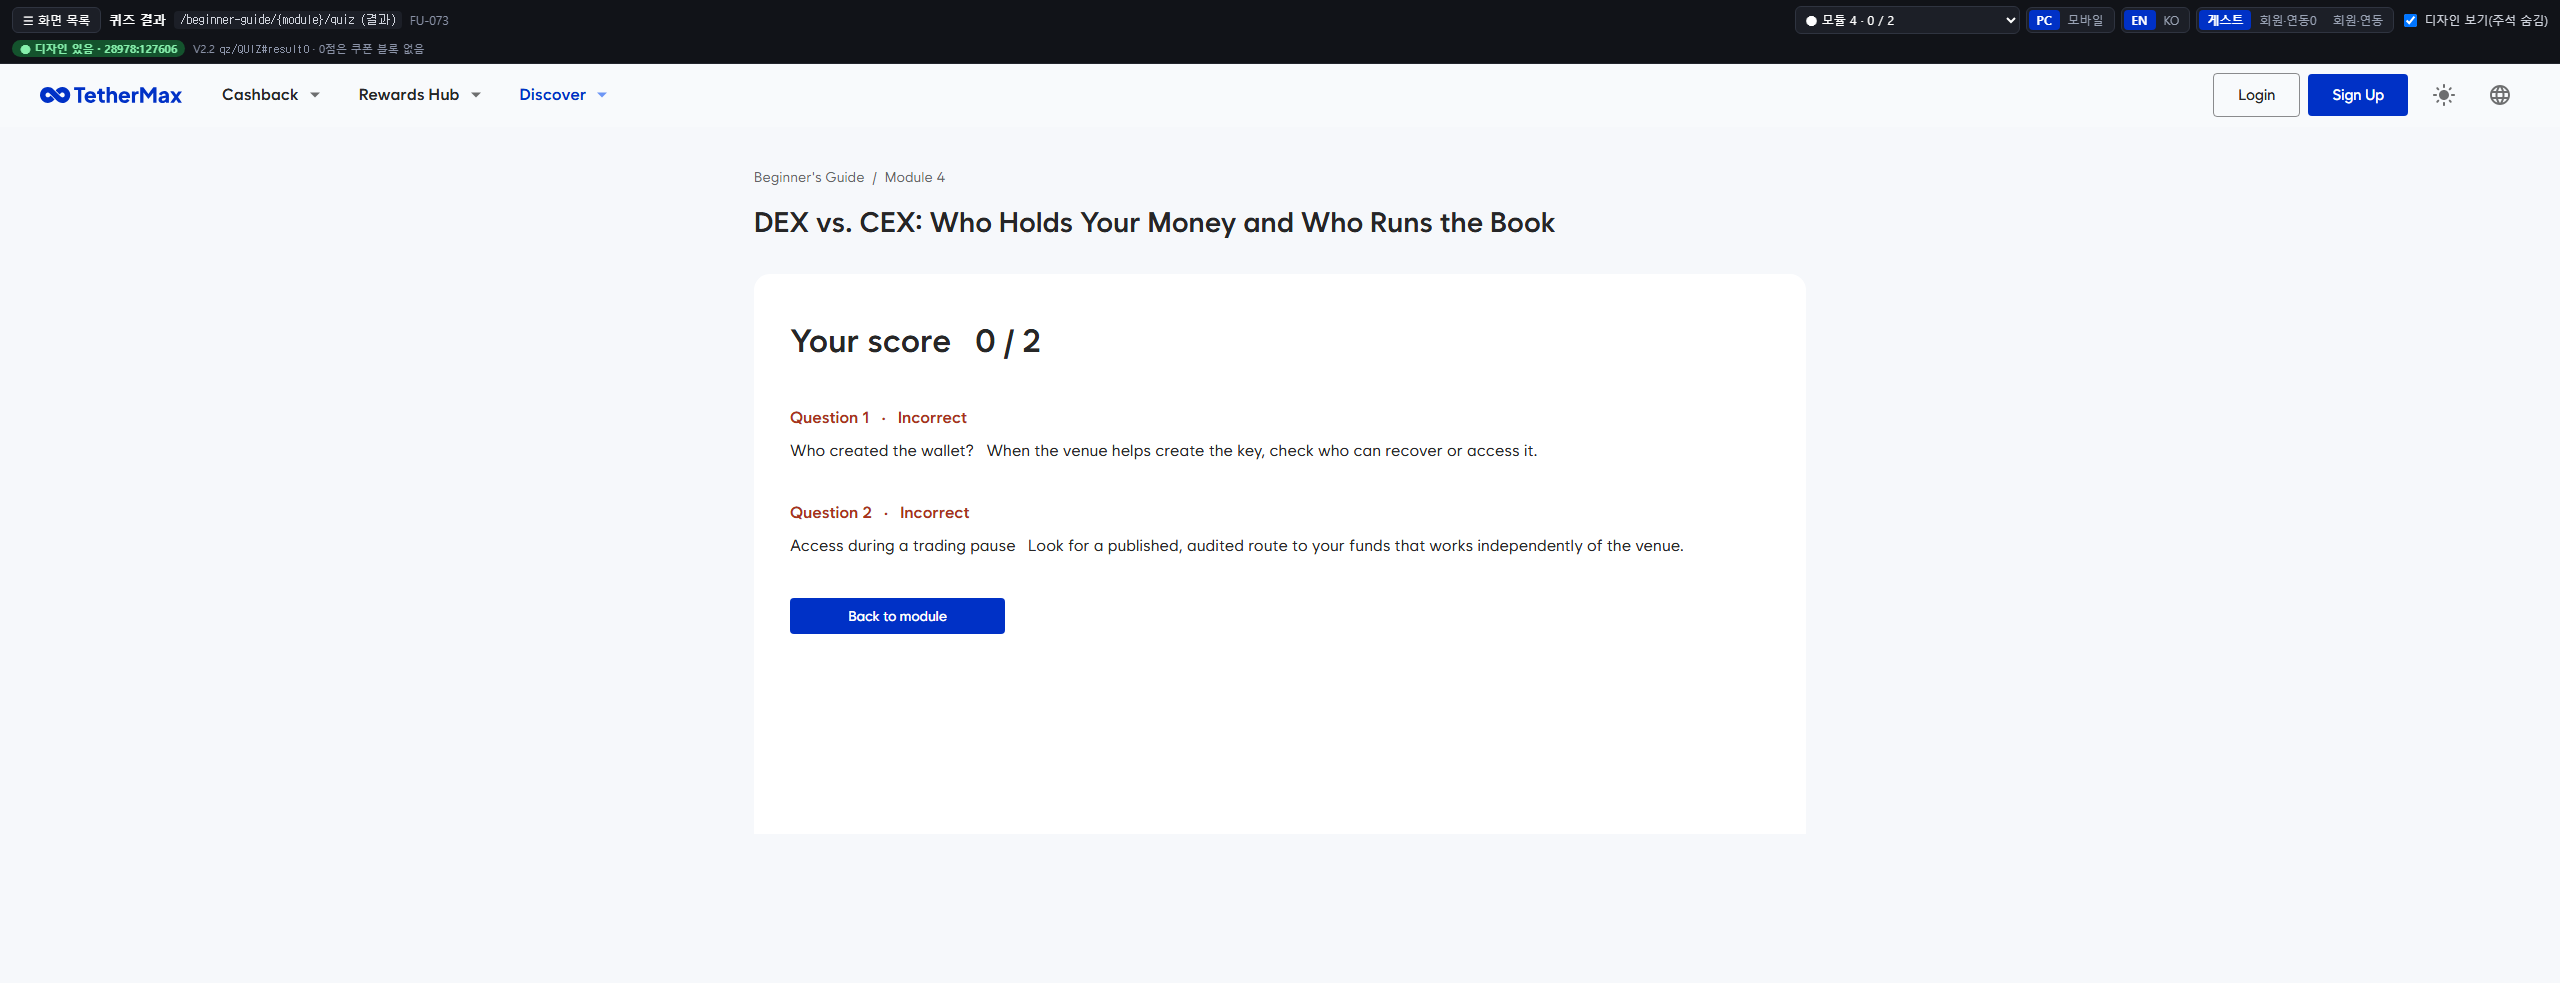 ☰ 화면 목록 퀴즈 결과 /beginner-guide/{module}/quiz (결과) FU-073 ● 모듈 4 · 0 / 2 PC 모바일 EN KO 게스트 회원·연동0 회원·연동 디자인 보기(주석 숨김)
● 디자인 있음 · 28978:127606 V2.2 qz/QUIZ#result0 · 0점은 쿠폰 블록 없음
TetherMax Cashback Rewards Hub Discover Login Sign Up
Beginner's Guide / Module 4
DEX vs. CEX: Who Holds Your Money and Who Runs the Book
Your score 0 / 2
Question 1 · Incorrect
Who created the wallet? When the venue helps create the key, check who can recover or access it.
Question 2 · Incorrect
Access during a trading pause Look for a published, audited route to your funds that works independently of the venue.
Back to module